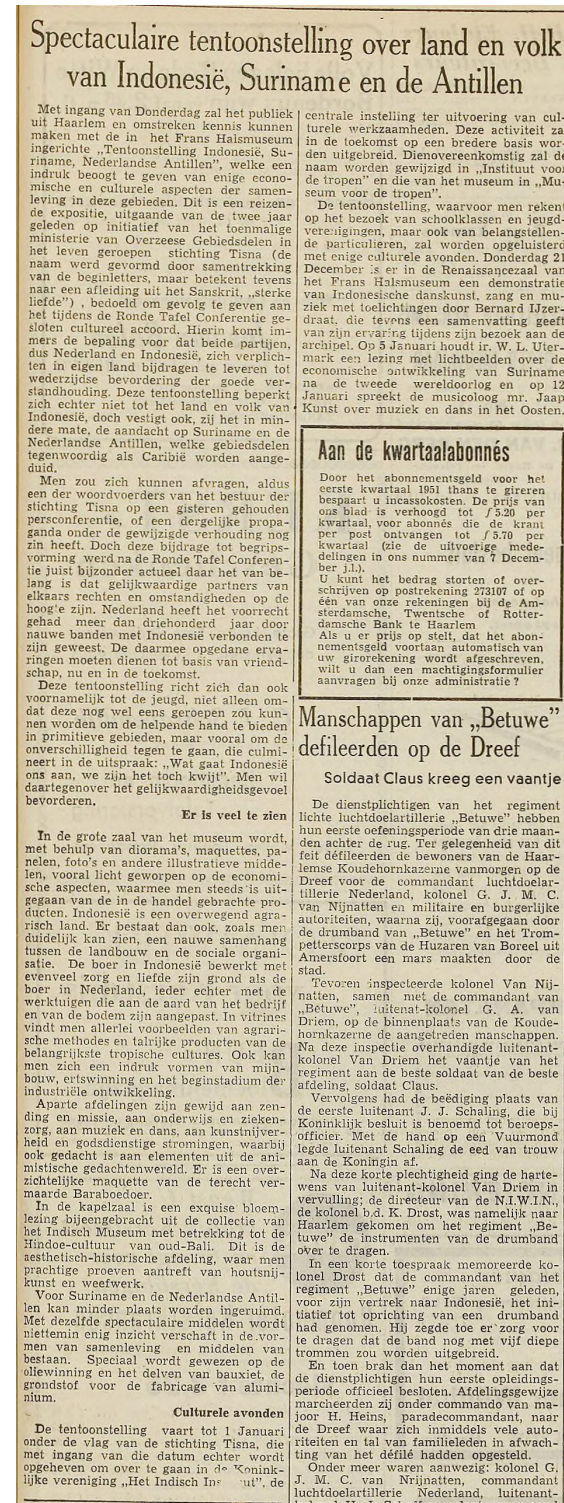 Spectaculaire tentoonstelling over land en volk
van Indonesië, Suriname en de Antillen
Met ingang van Donderdag zal het publiek
uit Haarlem en omstreken kennis kunnen
maken met de in het Frans Halsmuseum
ingerichte „Tentoonstelling Indonesië, Su-
riname, Nederlandse Antillen”, welke een
indruk beoogt te geven van enige econo-
mische en culturele aspecten der samen-
leving in deze gebieden. Dit is een reizen-
de expositie, uitgaande van de twee jaar
geleden op initiatief van het toenmalige
ministerie van Overzeese Gebiedsdelen in
het leven geroepen stichting Tisna (de
naam werd gevormd door samentrekking
van de beginletters, maar betekent tevens
naar een afleiding uit het Sanskrit, „sterke
liefde”) , bedoeld om gevolg te geven aan
het tijdens de Ronde Tafel Conferentie ge-
sloten cultureel accoord. Hierin komt im-
mers de bepaling voor dat beide partijen,
dus Nederland en Indonesië, zich verplich-
ten in eigen land bijdragen te leveren tot
wederzijdse bevordering der goede ver-
standhouding. Deze tentoonstelling beperkt
zich echter niet tot het land en volk van
Indonesië, doch vestigt ook, zij het in min-
dere mate, de aandacht op Suriname en de
Nederlandse Antillen, welke gebiedsdelen
tegenwoordig als Caribië worden aange-
duid.
Men zou zich kunnen afvragen, aldus
een der woordvoerders van het bestuur der
stichting Tisna op een gisteren gehouden
persconferentie, of een dergelijke propa-
ganda onder de gewijzigde verhouding nog
zin heeft. Doch deze bijdrage tot begrips-
vorming werd na de Ronde Tafel Conferen-
tie juist bijzonder actueel daar het van be-
lang is dat gelijkwaardige partners van
elkaars rechten en omstandigheden op de
hoogte zijn. Nederland heeft het voorrecht
gehad meer dan driehonderd jaar door
nauwe banden met Indonesië verbonden te
zijn geweest. De daarmee opgedane erva-
ringen moeten dienen tot basis van vriend-
schap, nu en in de toekomst.
Deze tentoonstelling richt zich dan ook
voornamelijk tot de jeugd, niet alleen om-
dat deze nog wel eens geroepen zou kun-
nen worden om de helpende hand te bieden
in primitieve gebieden, maar vooral om de
onverschilligheid tegen te gaan, die culmi-
neert in de uitspraak: „Wat gaat Indonesië
ons aan, we zijn het toch kwijt”. Men wil
daartegenover het gelijkwaardigheidsgevoel
bevorderen.
Er is veel te zien
In de grote zaal van het museum wordt,
met behulp van diorama's, maquettes, pa-
nelen, foto's en andere illustratieve midde-
len, vooral licht geworpen op de economi-
sche aspecten, waarmee men steeds is uit-
gegaan van de in de handel gebrachte pro-
ducten. Indonesië is een overwegend agra-
risch land. Er bestaat dan ook, zoals men
duidelijk kan zien, een nauwe samenhang
tussen de landbouw en de sociale organi-
satie. De boer in Indonesië bewerkt met
evenveel zorg en liefde zijn grond als de
boer in Nederland, ieder echter met de
werktuigen die aan de aard van het bedrijf
en van de bodem zijn aangepast. In vitrines
vindt men allerlei voorbeelden van agrari-
sche methodes en talrijke producten van de
belangrijkste tropische cultures. Ook kan
men zich een indruk vormen van mijn-
bouw, ertswinning en het beginstadium der
industriële ontwikkeling.
Aparte afdelingen zijn gewijd aan zen-
ding en missie, aan onderwijs en zieken-
zorg, aan muziek en dans, aan kunstnijver-
heid en godsdienstige stromingen, waarbij
ook gedacht is aan elementen uit de ani-
mistische gedachtenwereld. Er is een over-
zichtelijke maquette van de terecht ver-
maarde Baraboedoer.
In de kapelzaal is een exquise bloem-
lezing bijeengebracht uit de collectie van
het Indisch Museum met betrekking tot de
Hindoe-cultuur van oud-Bali. Dit is de
aesthetisch-historische afdeling, waar men
prachtige proeven aantreft van houtsnij-
kunst en weefwerk.
Voor Suriname en de Nederlandse Antil-
len kan minder plaats worden ingeruimd.
Met dezelfde spectaculaire middelen wordt
niettemin enig inzicht verschaft in de vor-
men van samenleving en middelen van
bestaan. Speciaal wordt gewezen op de
oliewinning en het delven van bauxiet, de
grondstof voor de fabricage van alumi-
nium.
Culturele avonden
De tentoonstelling vaart tot 1 Januari
onder de vlag van de stichting Tisna, die
met ingang van die datum echter wordt
opgeheven om over te gaan in de Konink-
lijke vereniging „Het Indisch Ins ut”, de
centrale instelling ter uitvoering van cul-
turele werkzaamheden. Deze activiteit za
in de toekomst op een bredere basis wor-
den uitgebreid. Dienovereenkomstig zal de
naam worden gewijzigd in „Instituut voor
de tropen” en die van het museum in „Mu-
seum voor de tropen”.
De tentoonstelling, waarvoor men rekent
op het bezoek van schoolklassen en jeugd-
verenigingen, maar ook van belangstellen-
de particulieren, zal worden opgeluisterd
met enige culturele avonden. Donderdag 21
December is er in de Renaissancezaal van
het Frans Halsmuseum een demonstratie
van Indonesische danskunst, zang en mu-
ziek met toelichtingen door Bernard IJzer-
draat, die tevens een samenvatting geeft
van zijn ervaring tijdens zijn bezoek aan de
archipel. Op 5 Januari houdt ir. W. L. Uter-
mark een lezing met lichtbeelden over de
economische ontwikkeling van Suriname
na de tweede wereldoorlog en op 12
Januari spreekt de musicoloog mr. Jaap
Kunst over muziek en dans in het Oosten.
Aan de kwartaalabonnés
Door het abonnementsgeld voor het
eerste kwartaal 1951 thans te gireren
bespaart u incassokosten. De prijs van
ons blad is verhoogd tot ƒ 5.20 per
kwartaal, voor abonnés die de krant
per post ontvangen tot ƒ 5.70 per
kwartaal (zie de uitvoerige mede-
delingen in ons nummer van 7 Decem-
ber j.l.).
U kunt het bedrag storten of over-
schrijven op postrekening 273107 of op
één van onze rekeningen bij de Am-
sterdamsche, Twentsche of Rotter-
damsche Bank te Haarlem
Als u er prijs op stelt, dat het abon-
nementsgeld voortaan automatisch van
uw girorekening wordt afgeschreven,
wilt u dan een machtigingsformulier
aanvragen bij onze administratie?
Manschappen van „Betuwe”
defileerden op de Dreef
Soldaat Claus kreeg een vaantje
De dienstplichtigen van het regiment
lichte luchtdoelartillerie „Betuwe” hebben
hun eerste oefeningsperiode van drie maan-
den achter de rug. Ter gelegenheid van dit
feit défileerden de bewoners van de Haar-
lemse Koudehornkazerne vanmorgen op de
Dreef voor de commandant luchtdoelar-
tillerie Nederland, kolonel G. J. M. C.
van Nijnatten en militaire en burgerlijke
autoriteiten, waarna zij, voorafgegaan door
de drumband van „Betuwe” en het Trom-
petterscorps van de Huzaren van Boreel uit
Amersfoort een mars maakten door de
stad.
Tevoren inspecteerde kolonel Van Nij-
natten, samen met de commandant van
„Betuwe”, luitenat-kolonel G. A. van
Driem, op de binnenplaats van de Koude-
hornkazerne de aangetreden manschappen.
Na deze inspectie overhandigde luitenant-
kolonel Van Driem het vaantje van het
regiment aan de beste soldaat van de beste
afdeling, soldaat Claus.
Vervolgens had de beëdiging plaats van
de eerste luitenant J. J. Schaling, die bij
Koninklijk besluit is benoemd tot beroeps-
officier. Met de hand op een Vuurmond
legde luitenant Schaling de eed van trouw
aan de Koningin af.
Na deze korte plechtigheid ging de harte-
wens van luitenant-kolonel Van Driem in
vervulling; de directeur van de N.I.W.I.N.,
de kolonel b.d. K. Drost, was namelijk naar
Haarlem gekomen om het regiment „Be-
tuwe” de instrumenten van de drumband
over te dragen.
In een korte toespraak memoreerde ko-
lonel Drost dat de commandant van het
regiment „Betuwe” enige jaren geleden,
voor zijn vertrek naar Indonesië, het ini-
tiatief tot oprichting van een drumband
had genomen. Hij zegde toe er zorg voor
te dragen dat de band nog met vijf diepe
trommen zou worden uitgebreid.
En toen brak dan het moment aan dat
de dienstplichtigen hun eerste opleidings-
periode officieel besloten. Afdelingsgewijze
marcheerden zij onder commando van ma-
joor H. Heins, paradecommandant, naar
de Dreef waar zich inmiddels vele auto-
riteiten en tal van familieleden in afwach-
ting van het défilé hadden opgesteld.
Onder meer waren aanwezig: kolonel G.
J. M. C. van Nrijnatten, commandant
luchtdoelartillerie Nederland, luitenant-